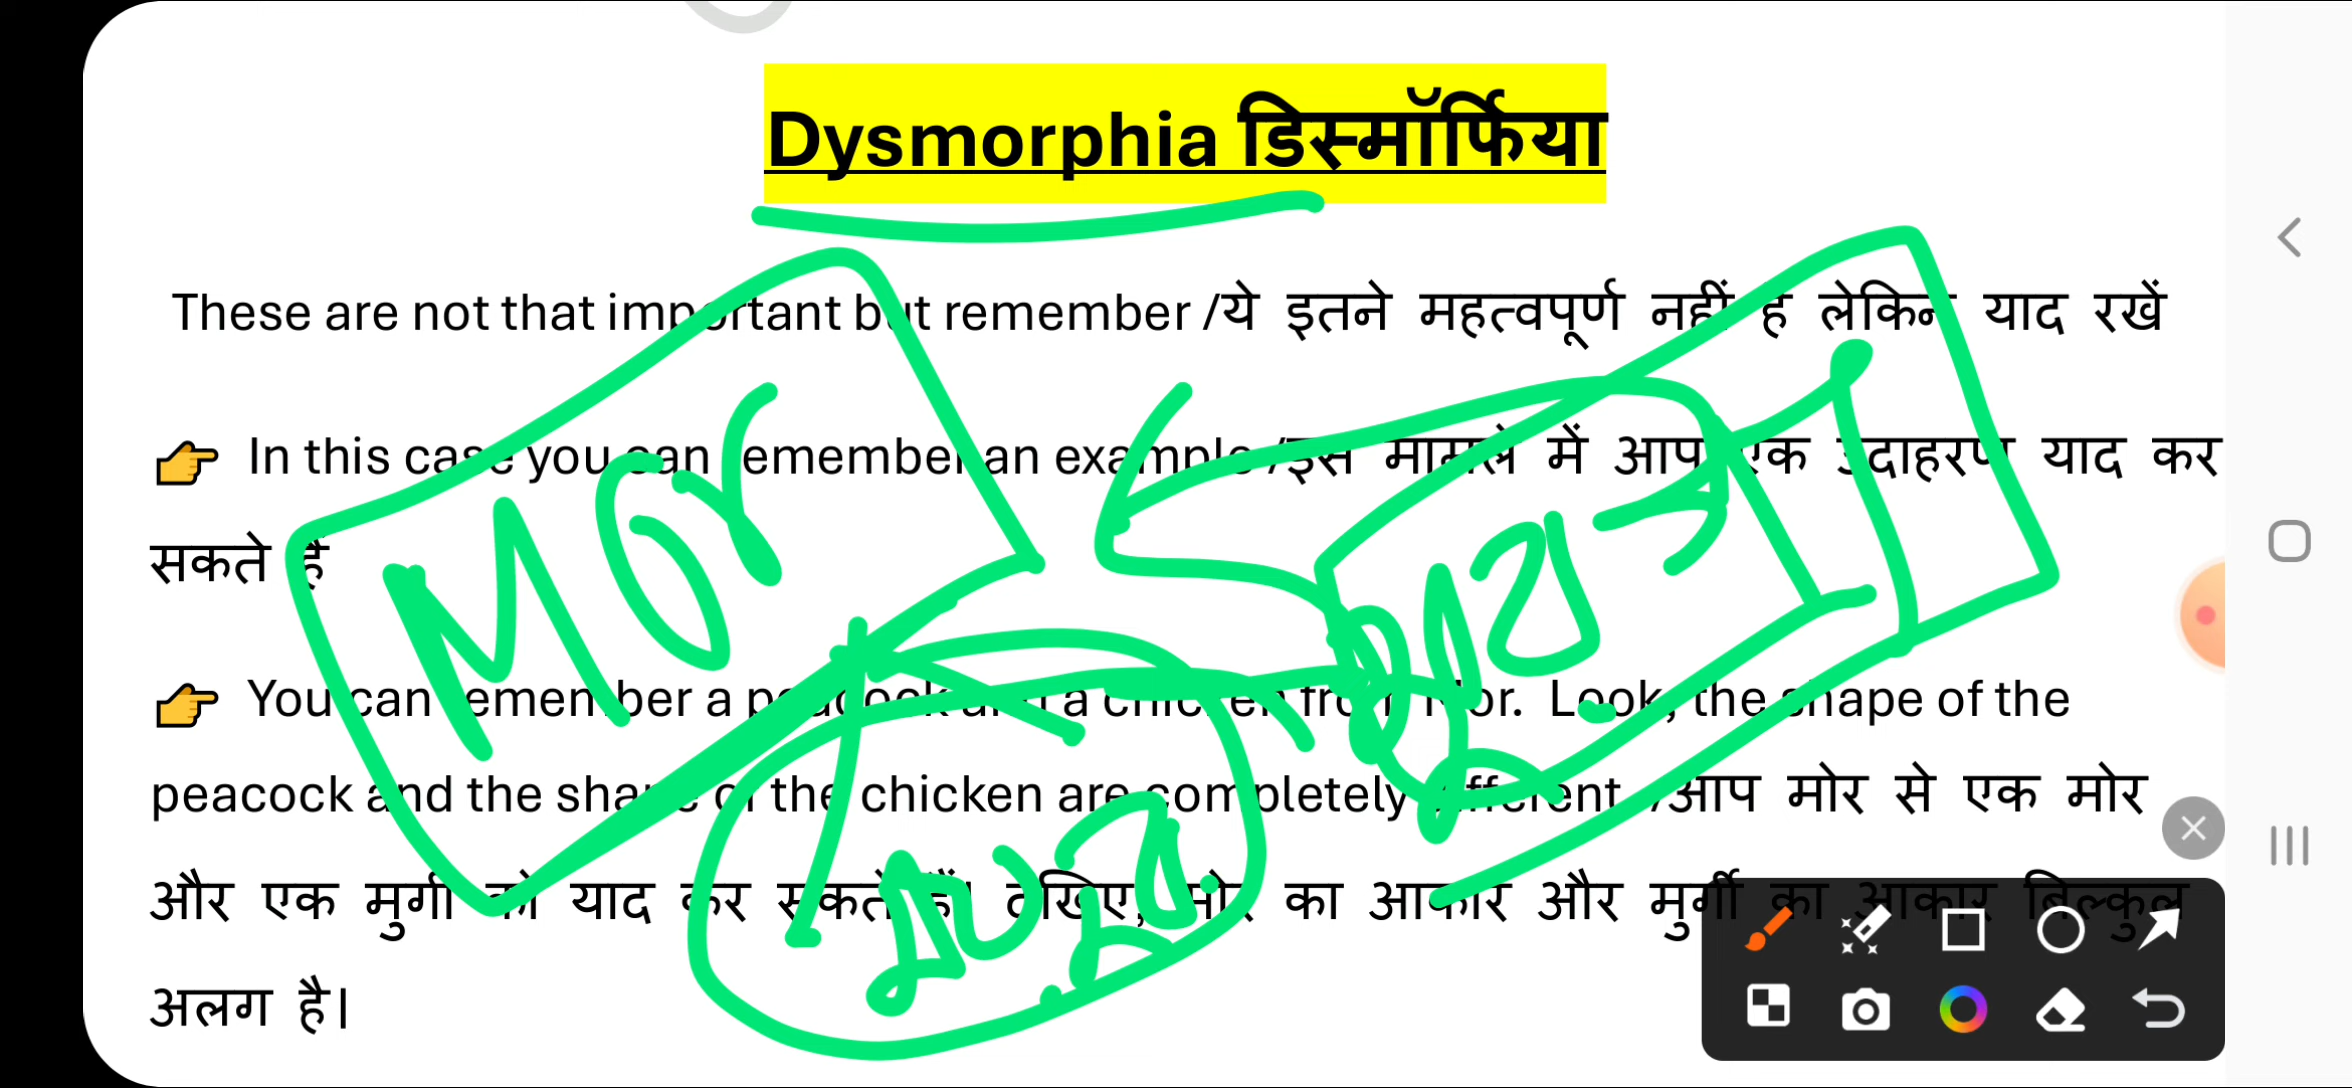 Dysmorphia डिस्मॉर्फिया
These are not that important but remember /ये इतने महत्वपूर्ण नहीं है लेकिन याद रखें
👉 In this case you can remember an example /इस मामले में आप एक उदाहरण याद कर
सकते हैं
Mor
👉 You can remember a peacock and a chicken from Mor. Look, the shape of the
peacock and the shape of the chicken are completely different. /आप मोर से एक मोर
और एक मुर्गी को याद कर सकते हैं। देखिए, मोर का आकार और मुर्गी का आकार बिल्कुल
अलग है।